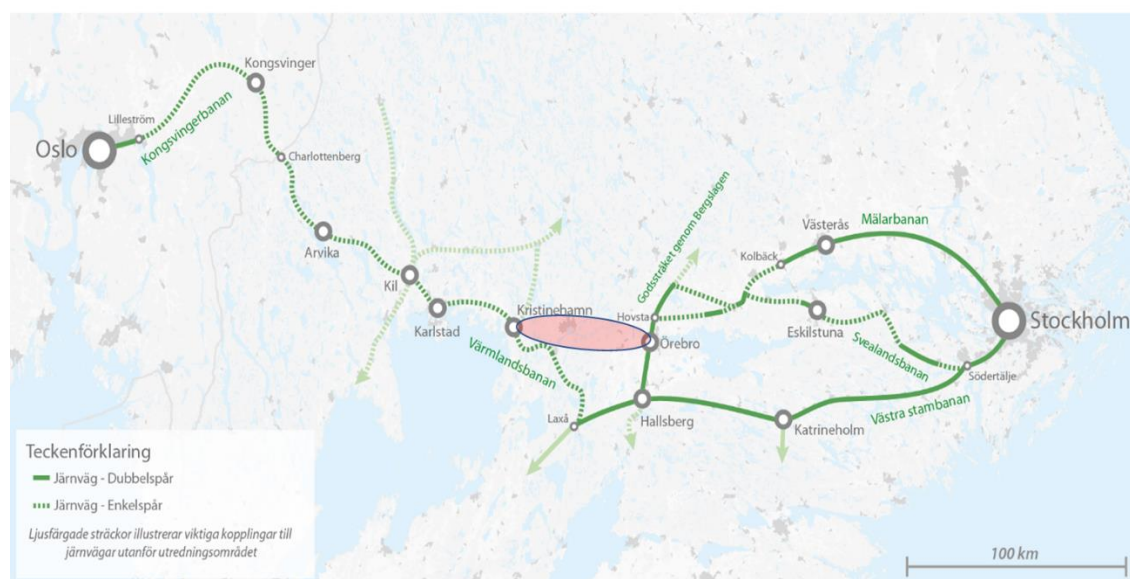 Kongsvinger
Lilleström
Oslo
Kongsvingerbanan
Charlottenberg
Arvika
Kil
Karlstad
Kristinehamn
Värmlandsbanan
Laxå
Godsstråket genom Bergslagen
Hovsta
Örebro
Hallsberg
Kolbäck
Västerås
Mälarbanan
Eskilstuna
Svealandsbanan
Stockholm
Södertälje
Västra stambanan
Katrineholm
Teckenförklaring
Järnväg - Dubbelspår
Järnväg - Enkelspår
Ljusfärgade sträckor illustrerar viktiga kopplingar till
järnvägar utanför utredningsområdet
100 km